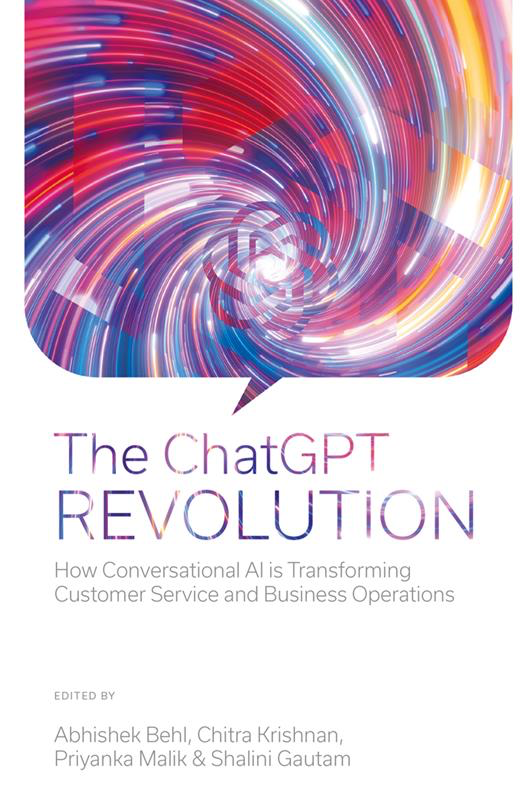 The ChatGPT
REVOLUTION
How Conversational AI is Transforming
Customer Service and Business Operations
EDITED BY
Abhishek Behl, Chitra Krishnan,
Priyanka Malik & Shalini Gautam